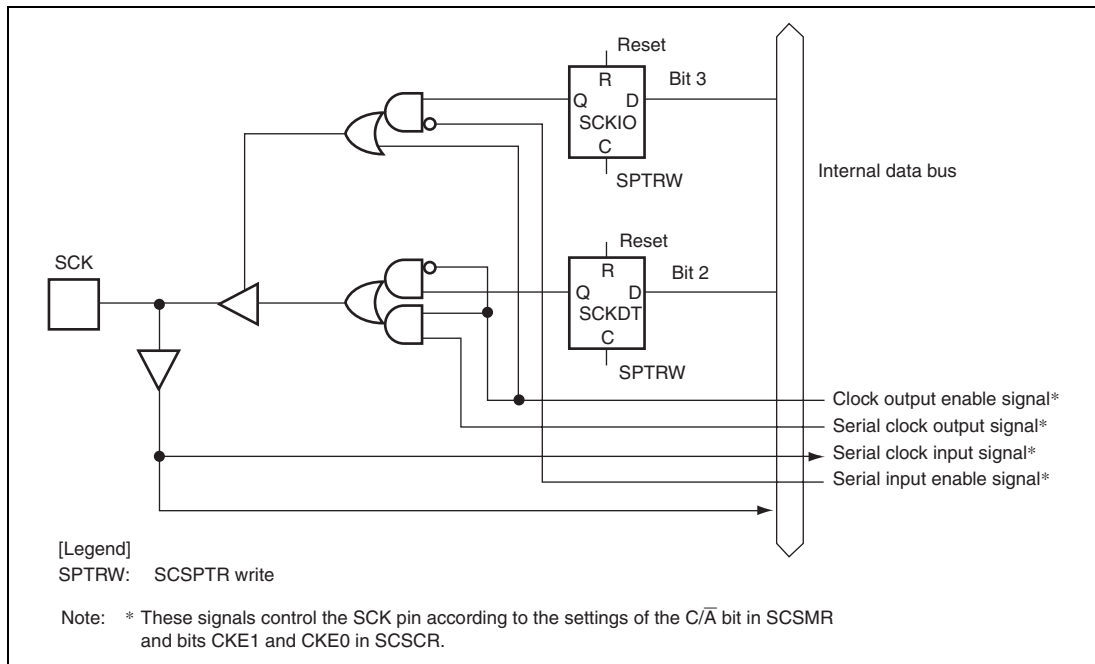 Reset
R
Bit 3
Q D
SCKIO
C
SPTRW
Internal data bus
Reset
SCK
R
Bit 2
Q D
SCKDT
C
SPTRW
Clock output enable signal*
Serial clock output signal*
Serial clock input signal*
Serial input enable signal*
[Legend]
SPTRW: SCSPTR write
Note: * These signals control the SCK pin according to the settings of the C/A̅ bit in SCSMR
and bits CKE1 and CKE0 in SCSCR.